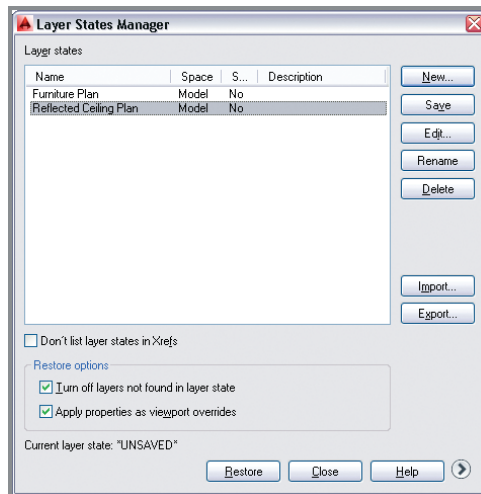 Layer States Manager
Layer states
Name Space S... Description
Furniture Plan Model No
Reflected Ceiling Plan Model No
New...
Save
Edit...
Rename
Delete
Import...
Export...
Don't list layer states in Xrefs
Restore options
Turn off layers not found in layer state
Apply properties as viewport overrides
Current layer state: "UNSAVED"
Restore Close Help